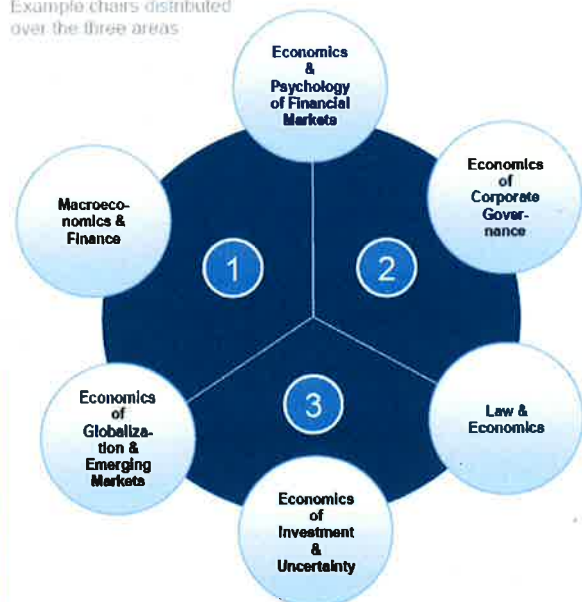 Example chairs distributed
over the three areas
Economics
&
Psychology
of Financial
Markets
Economics
of
Corporate
Gover-
nance
Macroeco-
nomics &
Finance
1
2
3
Economics
of
Globaliza-
tion &
Emerging
Markets
Law &
Economics
Economics
of
Investment
&
Uncertainty